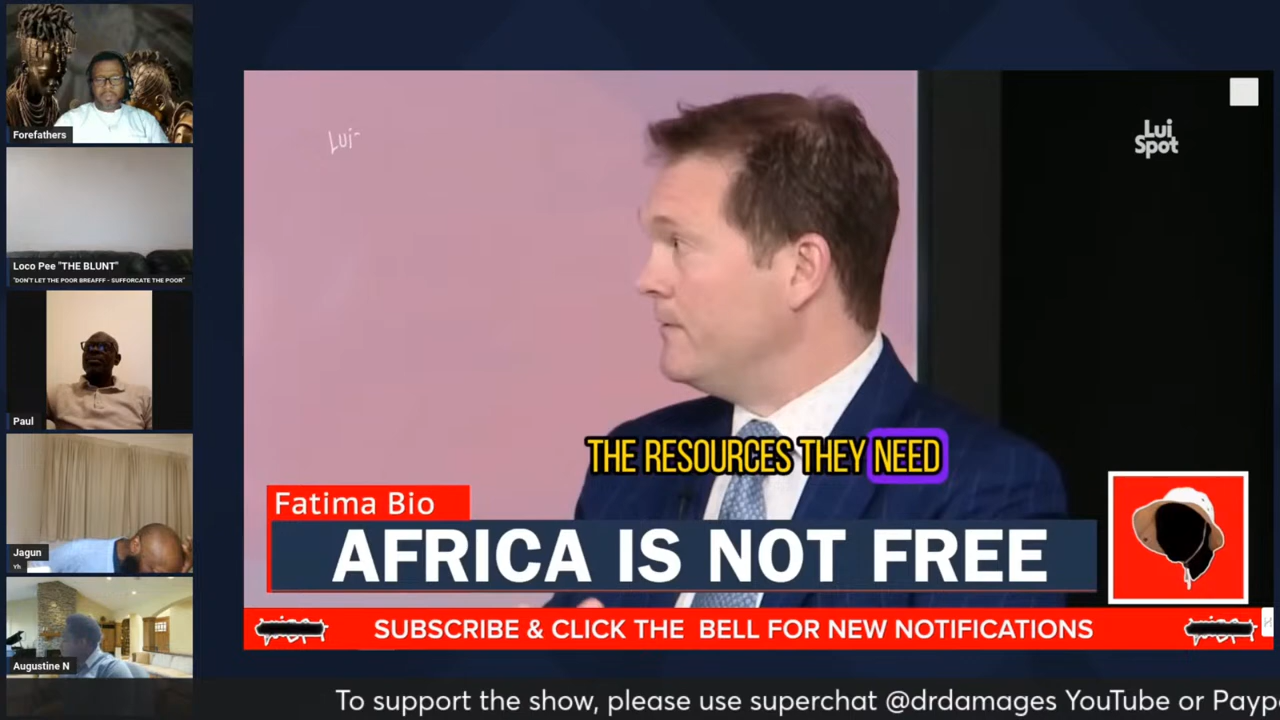 Forefathers
Loco Pee "THE BLUNT"
"DON'T LET THE POOR BREAFFF - SUFFORCATE THE POOR"
Paul
Jagun
Yh
Augustine N
Lui-
Lui
Spot
THE RESOURCES THEY NEED
Fatima Bio
AFRICA IS NOT FREE
SUBSCRIBE & CLICK THE BELL FOR NEW NOTIFICATIONS
To support the show, please use superchat @drdamages YouTube or Payp